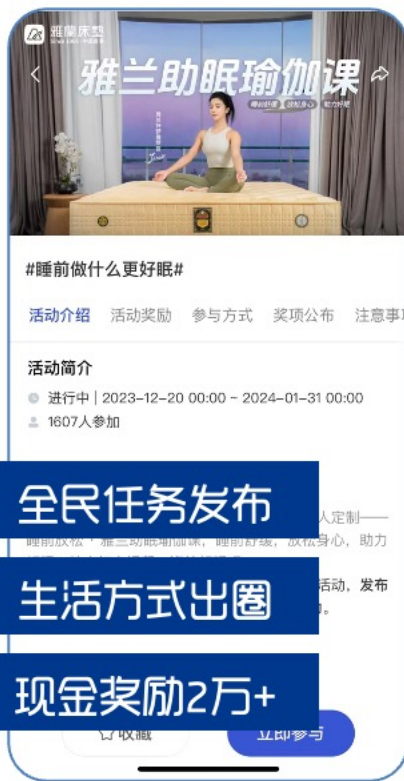 雅蘭床墊
雅兰助眠瑜伽课
睡前舒缓 放松身心 助力好眠
#睡前做什么更好眠#
活动介绍 活动奖励 参与方式 奖项公布 注意事
活动简介
进行中 | 2023-12-20 00:00 - 2024-01-31 00:00
1607人参加
人定制——
全民任务发布
睡前放松·雅兰助眠瑜伽课，睡前舒缓，放松身心，助力
活动，发布
生活方式出圈
现金奖励2万+
收藏 立即参与